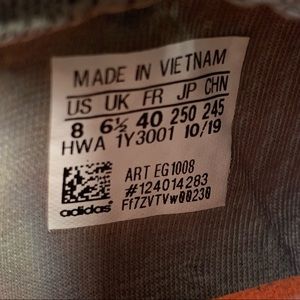 MADE IN VIETNAM
US UK FR JP CHN
8 6½ 40 250 245
HWA 1Y3001 10/19
ART EG1008
#124014283
Ff7ZVTVw00230
adidas